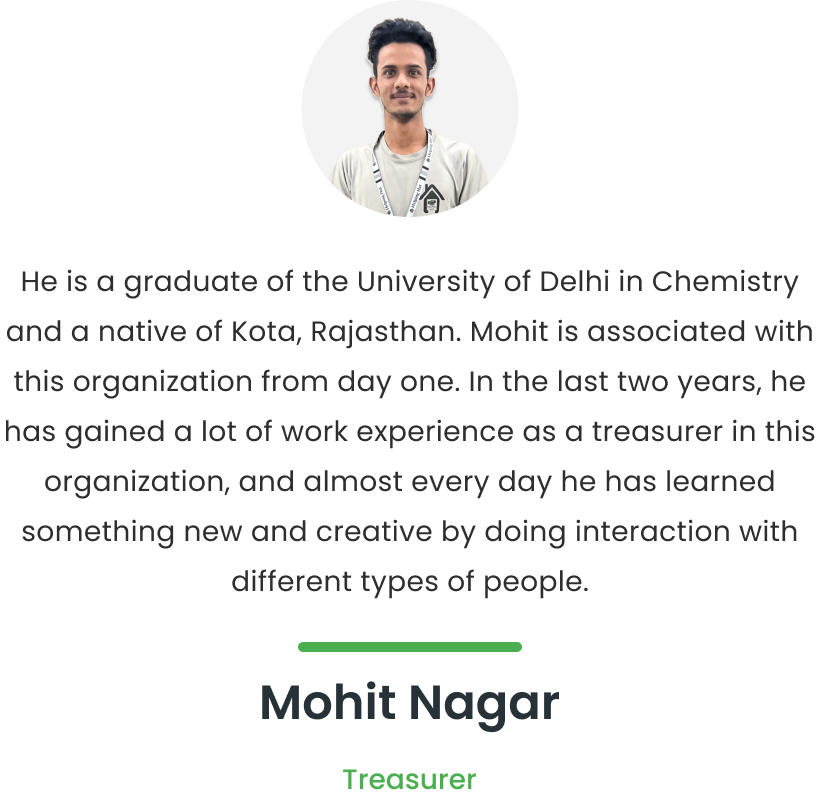 He is a graduate of the University of Delhi in Chemistry
and a native of Kota, Rajasthan. Mohit is associated with
this organization from day one. In the last two years, he
has gained a lot of work experience as a treasurer in this
organization, and almost every day he has learned
something new and creative by doing interaction with
different types of people.
Mohit Nagar
Treasurer